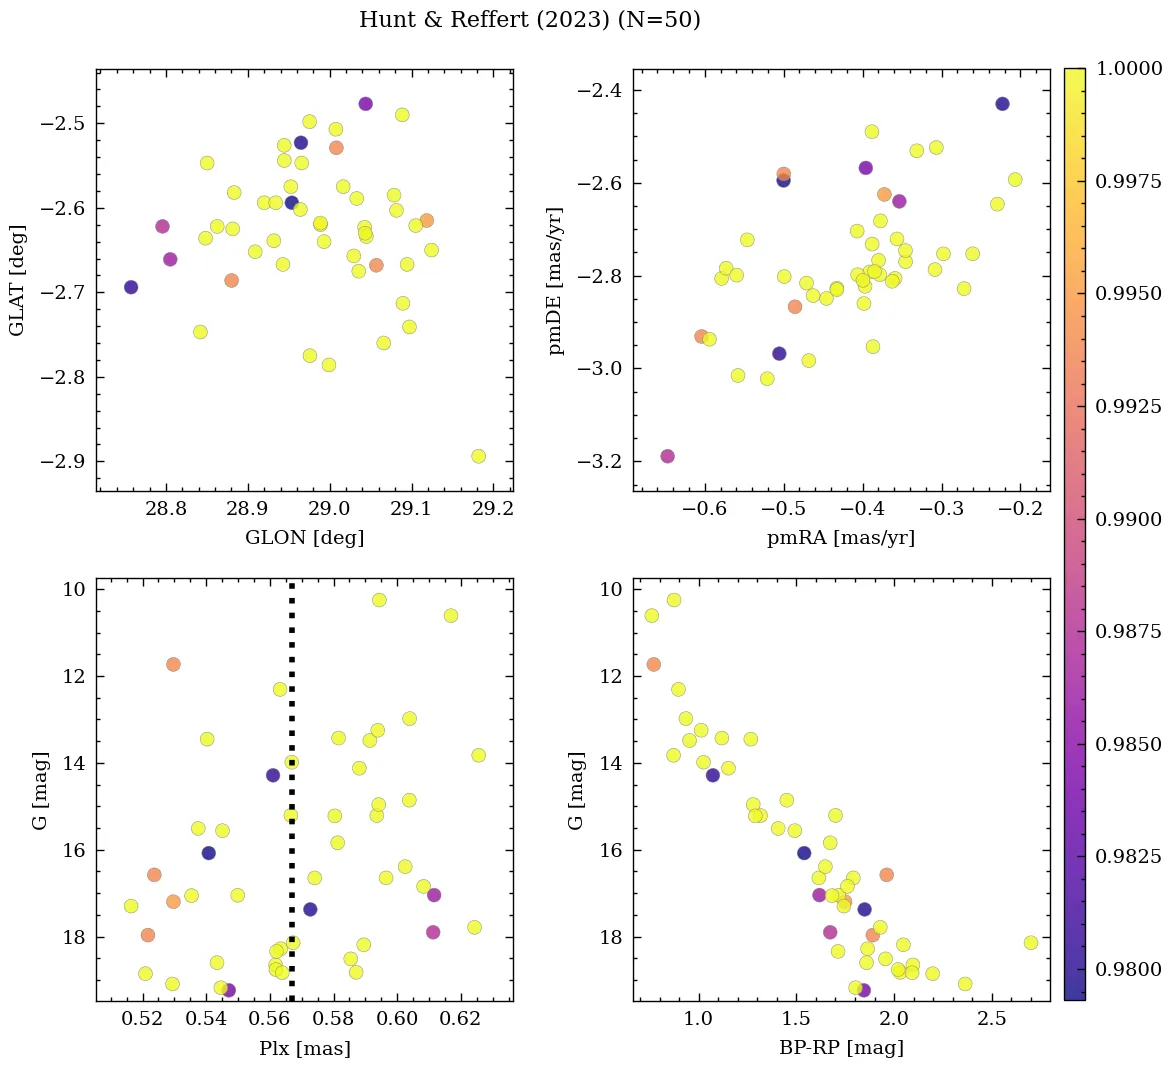 Hunt & Reffert (2023) (N=50)
−2.5
−2.6
−2.7
−2.8
−2.9
GLAT [deg]
28.8 28.9 29.0 29.1 29.2
GLON [deg]
−2.4
−2.6
−2.8
−3.0
−3.2
pmDE [mas/yr]
−0.6 −0.5 −0.4 −0.3 −0.2
pmRA [mas/yr]
10
12
14
16
18
G [mag]
0.52 0.54 0.56 0.58 0.60 0.62
Plx [mas]
10
12
14
16
18
G [mag]
1.0 1.5 2.0 2.5
BP-RP [mag]
1.0000
0.9975
0.9950
0.9925
0.9900
0.9875
0.9850
0.9825
0.9800